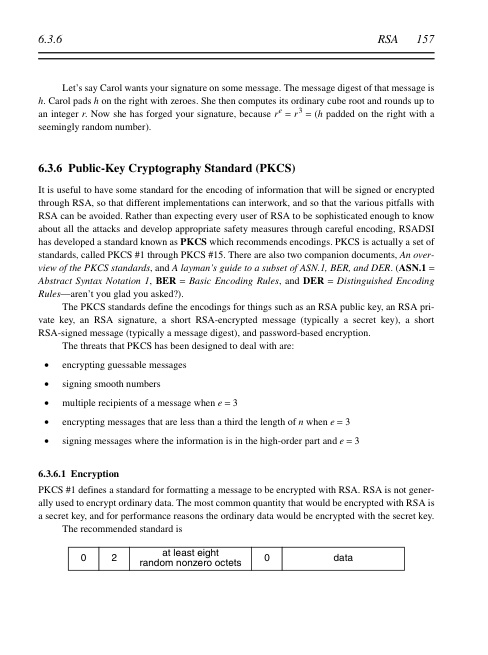 6.3.6 RSA 157
Let's say Carol wants your signature on some message. The message digest of that message is
h. Carol pads h on the right with zeroes. She then computes its ordinary cube root and rounds up to
an integer r. Now she has forged your signature, because rᵉ = r³ = (h padded on the right with a
seemingly random number).
6.3.6 Public-Key Cryptography Standard (PKCS)
It is useful to have some standard for the encoding of information that will be signed or encrypted
through RSA, so that different implementations can interwork, and so that the various pitfalls with
RSA can be avoided. Rather than expecting every user of RSA to be sophisticated enough to know
about all the attacks and develop appropriate safety measures through careful encoding, RSADSI
has developed a standard known as PKCS which recommends encodings. PKCS is actually a set of
standards, called PKCS #1 through PKCS #15. There are also two companion documents, An over-
view of the PKCS standards, and A layman's guide to a subset of ASN.1, BER, and DER. (ASN.1 =
Abstract Syntax Notation 1, BER = Basic Encoding Rules, and DER = Distinguished Encoding
Rules—aren't you glad you asked?).
The PKCS standards define the encodings for things such as an RSA public key, an RSA pri-
vate key, an RSA signature, a short RSA-encrypted message (typically a secret key), a short
RSA-signed message (typically a message digest), and password-based encryption.
The threats that PKCS has been designed to deal with are:
• encrypting guessable messages
• signing smooth numbers
• multiple recipients of a message when e = 3
• encrypting messages that are less than a third the length of n when e = 3
• signing messages where the information is in the high-order part and e = 3
6.3.6.1 Encryption
PKCS #1 defines a standard for formatting a message to be encrypted with RSA. RSA is not gener-
ally used to encrypt ordinary data. The most common quantity that would be encrypted with RSA is
a secret key, and for performance reasons the ordinary data would be encrypted with the secret key.
The recommended standard is
0 2 at least eight
random nonzero octets 0 data